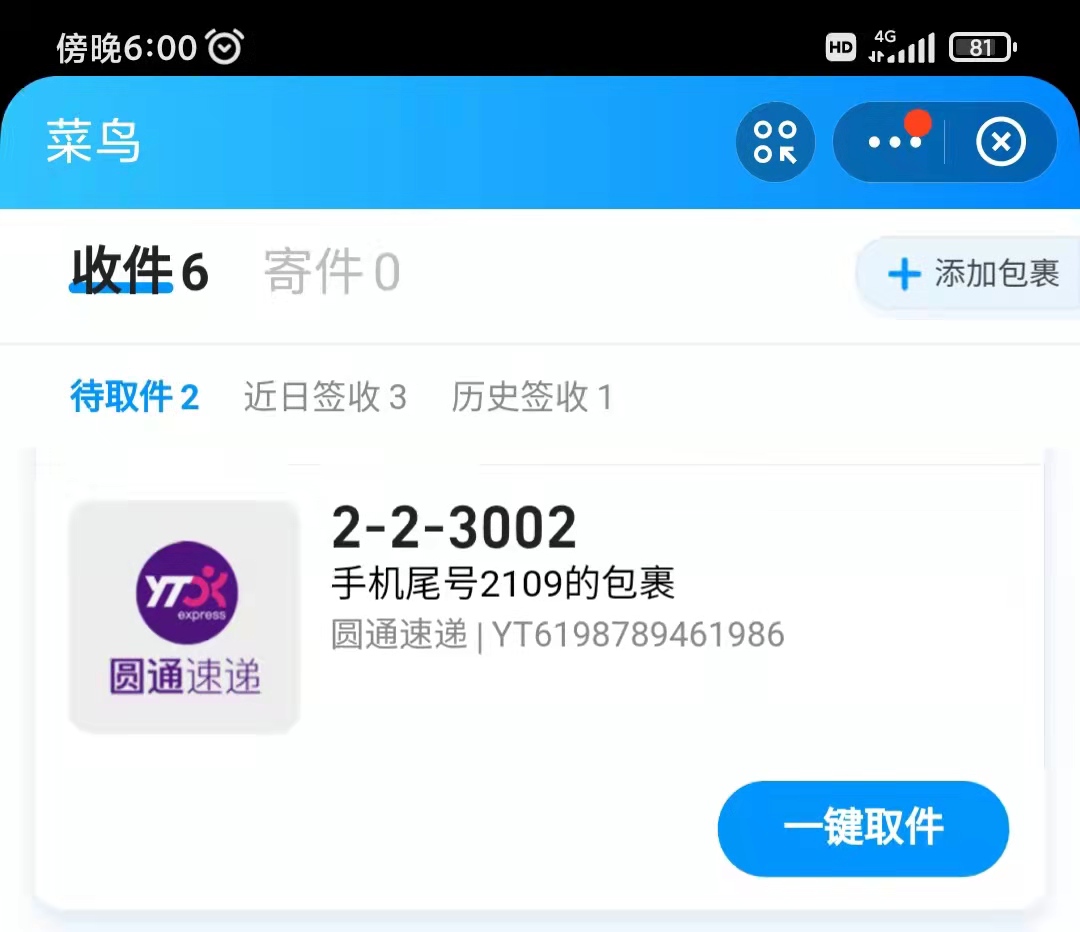 傍晚6:00 HD 4G 81
菜鸟
收件6 寄件0 添加包裹
待取件2 近日签收3 历史签收1
2-2-3002
手机尾号2109的包裹
圆通速递 | YT6198789461986
YTO
express
圆通速递
一键取件